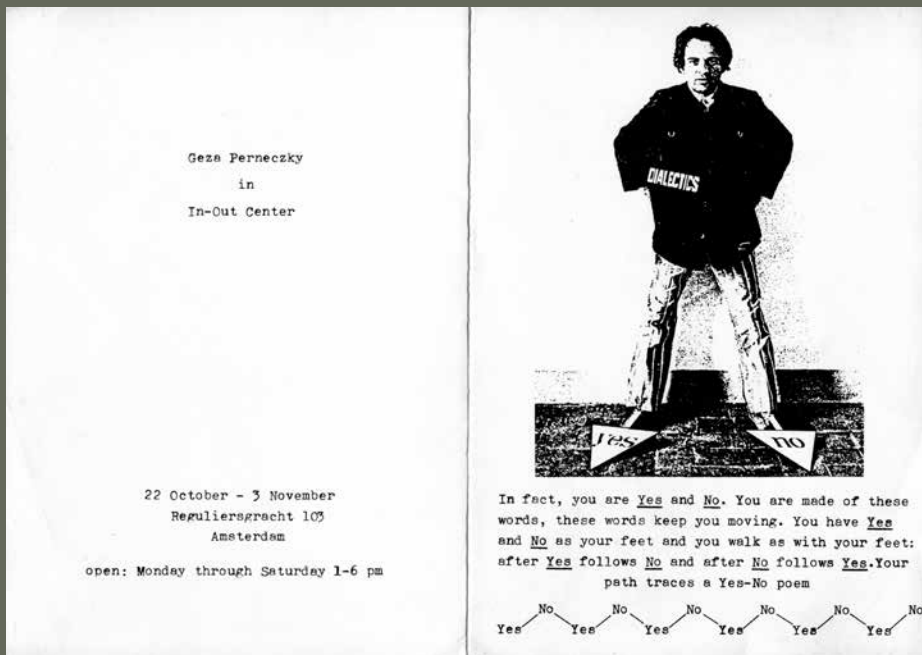 Geza Perneczky
in
In-Out Center
22 October - 3 November
Reguliersgracht 103
Amsterdam
open: Monday through Saturday 1-6 pm
DIALECTICS
yes
no
In fact, you are Yes and No. You are made of these
words, these words keep you moving. You have Yes
and No as your feet and you walk as with your feet:
after Yes follows No and after No follows Yes.Your
path traces a Yes-No poem
No No No No No No
Yes Yes Yes Yes Yes Yes